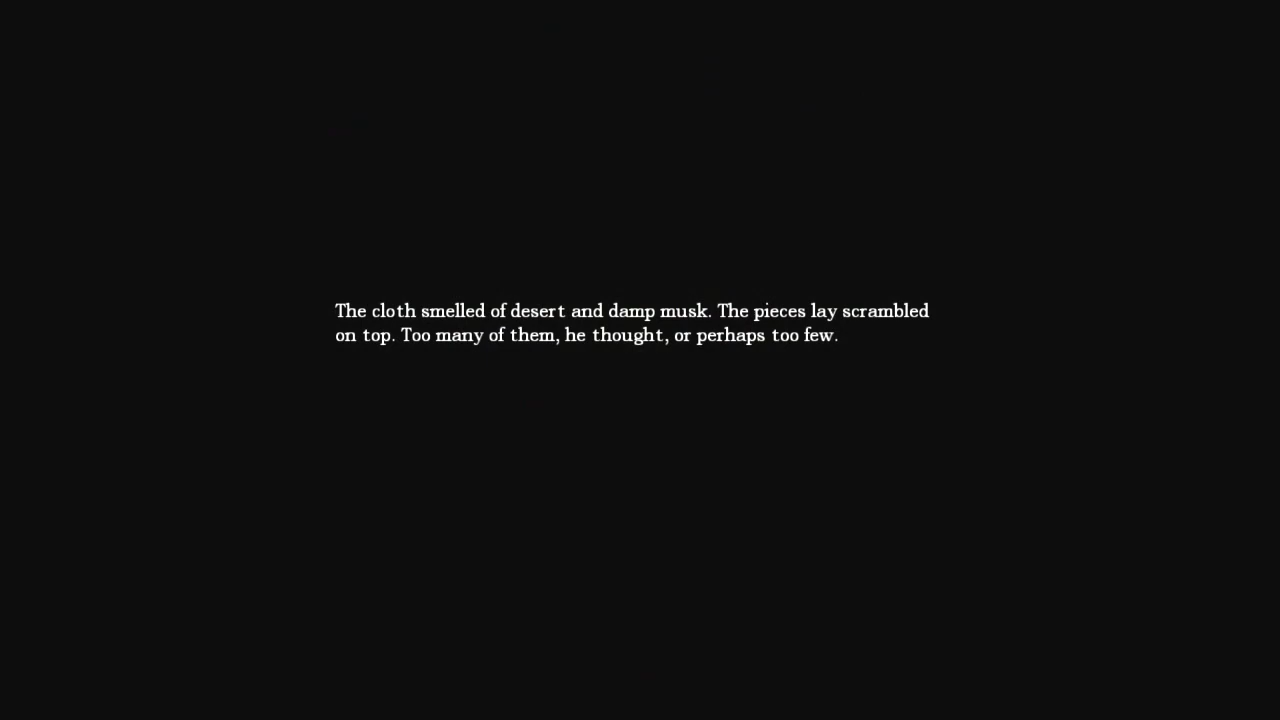 The cloth smelled of desert and damp musk. The pieces lay scrambled
on top. Too many of them, he thought, or perhaps too few.